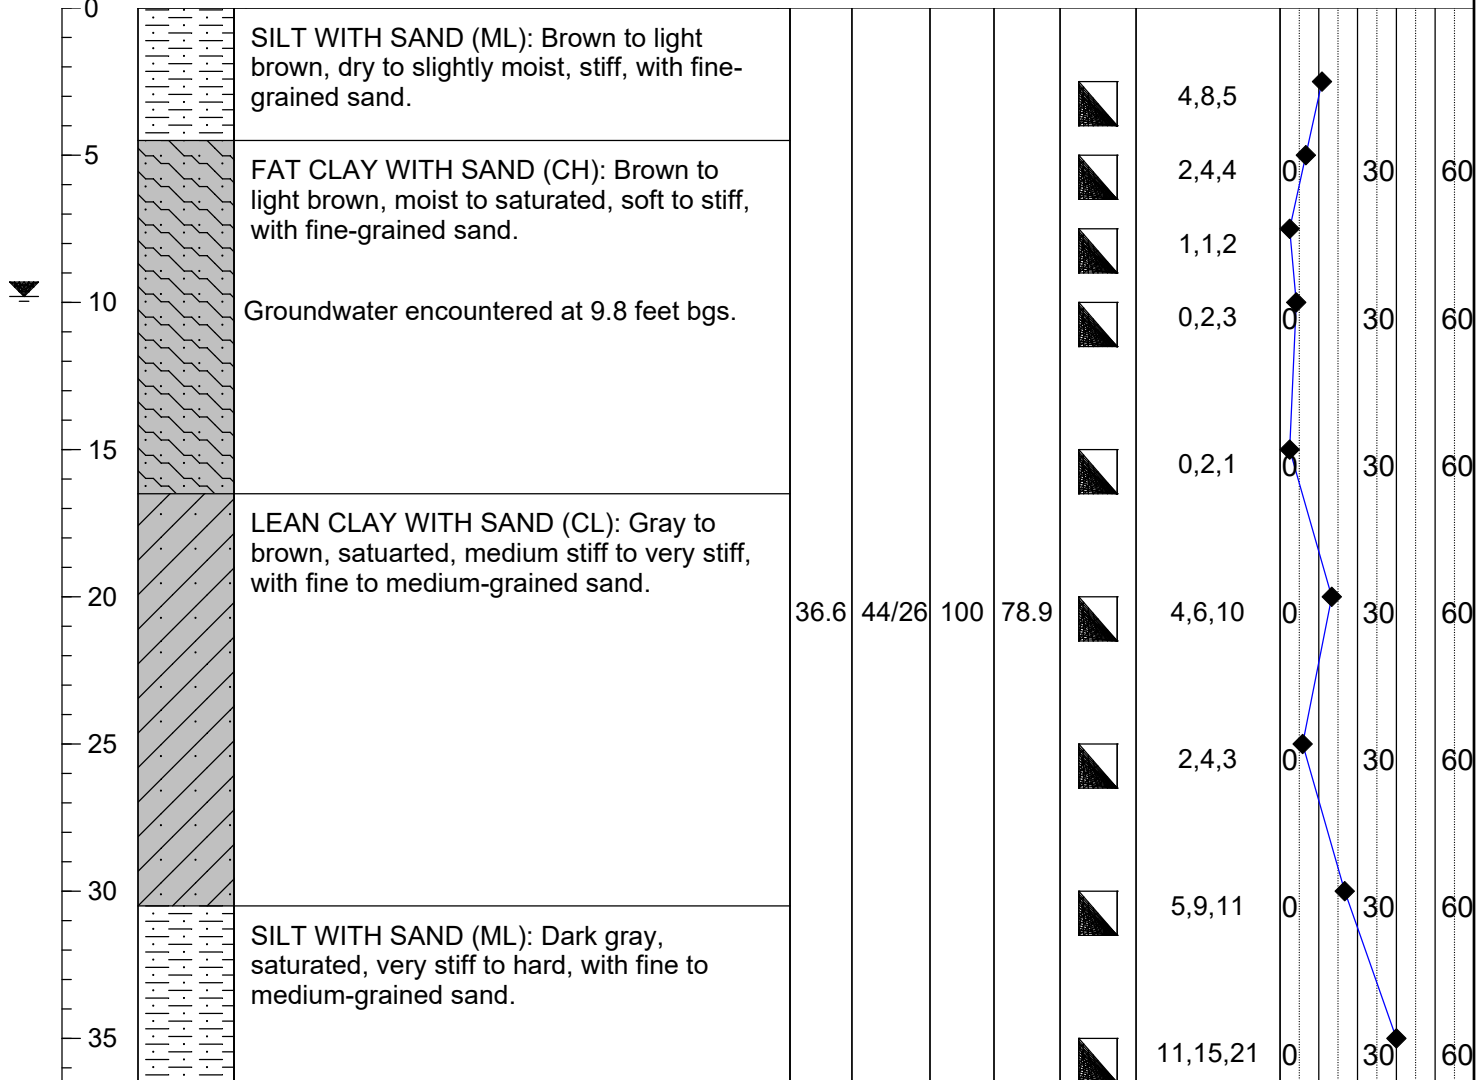 0
SILT WITH SAND (ML): Brown to light
brown, dry to slightly moist, stiff, with fine-
grained sand.
4,8,5
5
FAT CLAY WITH SAND (CH): Brown to
light brown, moist to saturated, soft to stiff,
with fine-grained sand.
2,4,4
0 30 60
1,1,2
10
Groundwater encountered at 9.8 feet bgs.
0,2,3
0 30 60
15
0,2,1
0 30 60
LEAN CLAY WITH SAND (CL): Gray to
brown, satuarted, medium stiff to very stiff,
with fine to medium-grained sand.
20
36.6 44/26 100 78.9 4,6,10 0 30 60
25
2,4,3 0 30 60
30
5,9,11 0 30 60
SILT WITH SAND (ML): Dark gray,
saturated, very stiff to hard, with fine to
medium-grained sand.
35
11,15,21 0 30 60